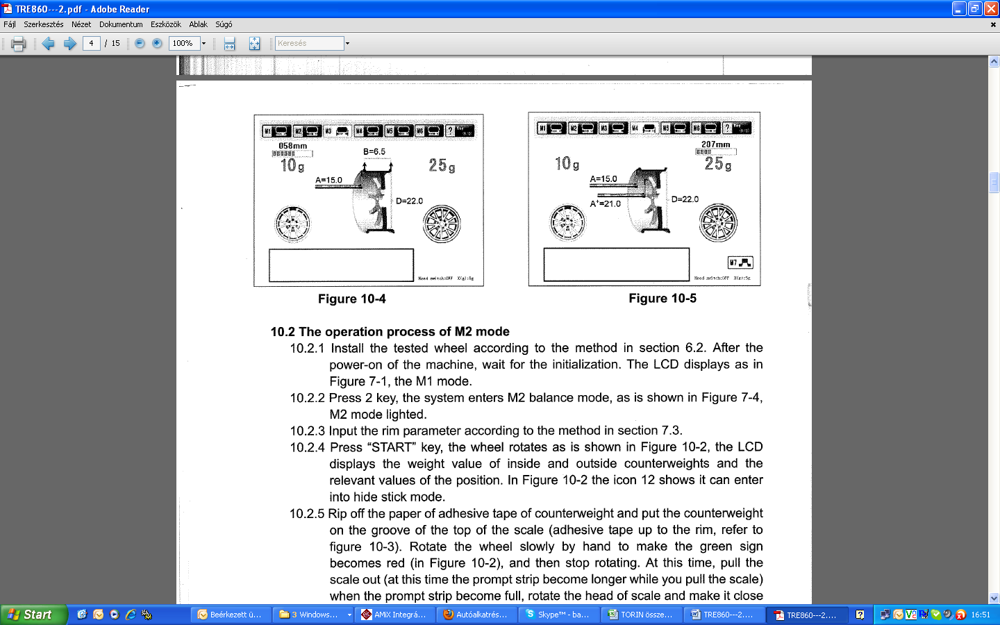 TRE860---2.pdf - Adobe Reader
Fájl Szerkesztés Nézet Dokumentum Eszközök Ablak Súgó
4 / 15 100% Keresés
M1 M2 M3 M4 M5 M6 ?
058mm
10g
B=6.5
25g
A=15.0
D=22.0
Hood switch:OFF X(g):5g
Figure 10-4
M1 M2 M3 M4 M5 M6 ?
207mm
10g
25g
A=15.0
A+=21.0
D=22.0
M7
Hood switch:OFF X(g):5g
Figure 10-5
10.2 The operation process of M2 mode
10.2.1 Install the tested wheel according to the method in section 6.2. After the
power-on of the machine, wait for the initialization. The LCD displays as in
Figure 7-1, the M1 mode.
10.2.2 Press 2 key, the system enters M2 balance mode, as is shown in Figure 7-4,
M2 mode lighted.
10.2.3 Input the rim parameter according to the method in section 7.3.
10.2.4 Press “START” key, the wheel rotates as is shown in Figure 10-2, the LCD
displays the weight value of inside and outside counterweights and the
relevant values of the position. In Figure 10-2 the icon 12 shows it can enter
into hide stick mode.
10.2.5 Rip off the paper of adhesive tape of counterweight and put the counterweight
on the groove of the top of the scale (adhesive tape up to the rim, refer to
figure 10-3). Rotate the wheel slowly by hand to make the green sign
becomes red (in Figure 10-2), and then stop rotating. At this time, pull the
scale out (at this time the prompt strip become longer while you pull the scale)
when the prompt strip become full, rotate the head of scale and make it close
Start Beérkezett ü... 3 Windows... AMiX Integrá... Autóalkatrés... Skype™ - ba... TORIN össze... TRE860---2.... TRE860---2.... 16:51